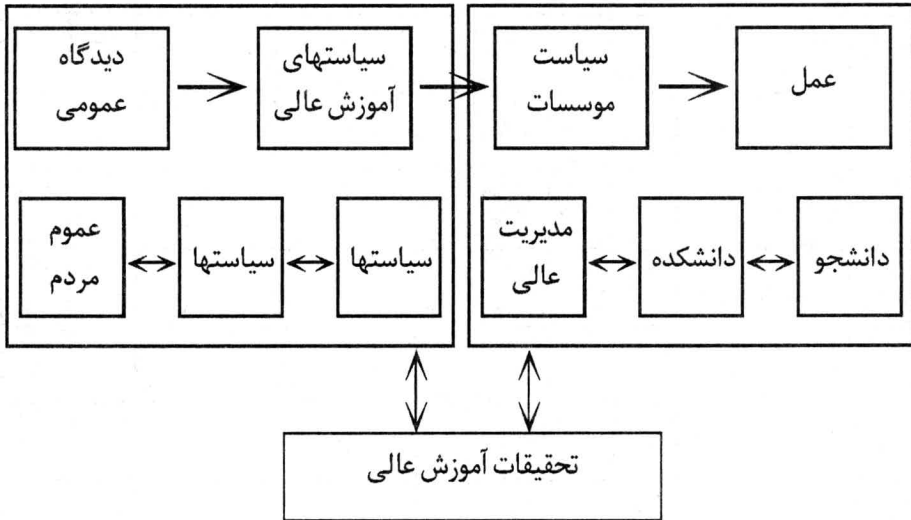 دیدگاه
عمومی
سیاستهای
آموزش عالی
سیاست
موسسات
عمل
عموم
مردم
سیاستها
سیاستها
مدیریت
عالی
دانشکده
دانشجو
تحقیقات آموزش عالی